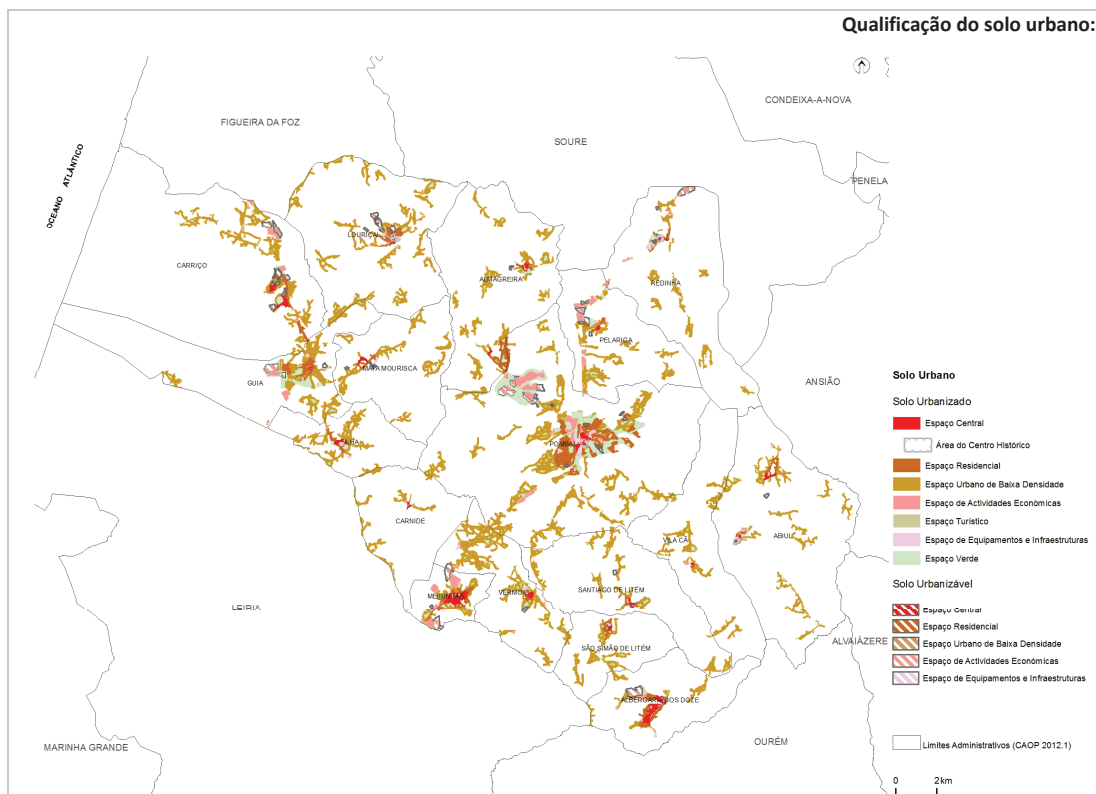 Qualificação do solo urbano:
CONDEIXA-A-NOVA
FIGUEIRA DA FOZ
SOURE
PENELA
OCEANO ATLÂNTICO
LOURIÇAL
CARRIÇO
ALMAGREIRA
REDINHA
PELARIGA
MATA MOURISCA
GUIA
ANSIÃO
ILHA
POMBAL
CARNIDE
VILA CÃ
ABIUL
MEIRINHAS
VERMOIL
SANTIAGO DE LITÉM
LEIRIA
SÃO SIMÃO DE LITÉM
ALVAIÁZERE
ALBERGARIA DOS DOZE
OURÉM
MARINHA GRANDE
Solo Urbano
Solo Urbanizado
Espaço Central
Área do Centro Histórico
Espaço Residencial
Espaço Urbano de Baixa Densidade
Espaço de Actividades Económicas
Espaço Turístico
Espaço de Equipamentos e Infraestruturas
Espaço Verde
Solo Urbanizável
Espaço Central
Espaço Residencial
Espaço Urbano de Baixa Densidade
Espaço de Actividades Económicas
Espaço de Equipamentos e Infraestruturas
Limites Administrativos (CAOP 2012.1)
0 2km